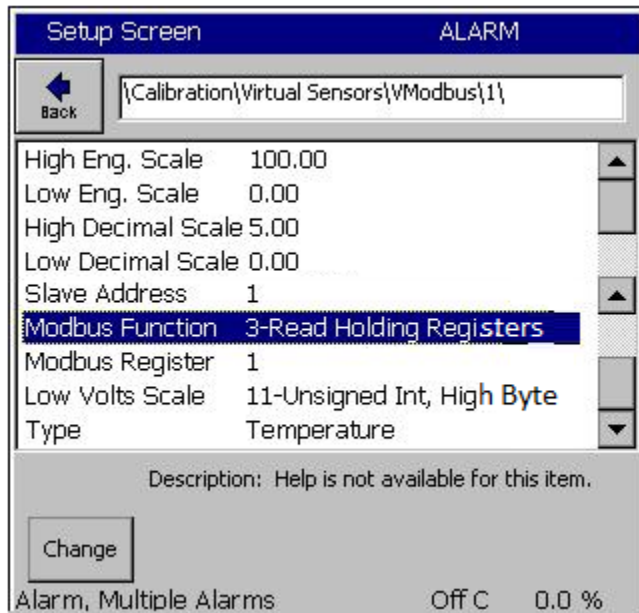 Setup Screen ALARM
Back
\Calibration\Virtual Sensors\VModbus\1\
High Eng. Scale 100.00
Low Eng. Scale 0.00
High Decimal Scale 5.00
Low Decimal Scale 0.00
Slave Address 1
Modbus Function 3-Read Holding Registers
Modbus Register 1
Low Volts Scale 11-Unsigned Int, High Byte
Type Temperature
Description: Help is not available for this item.
Change
Alarm, Multiple Alarms Off C 0.0 %